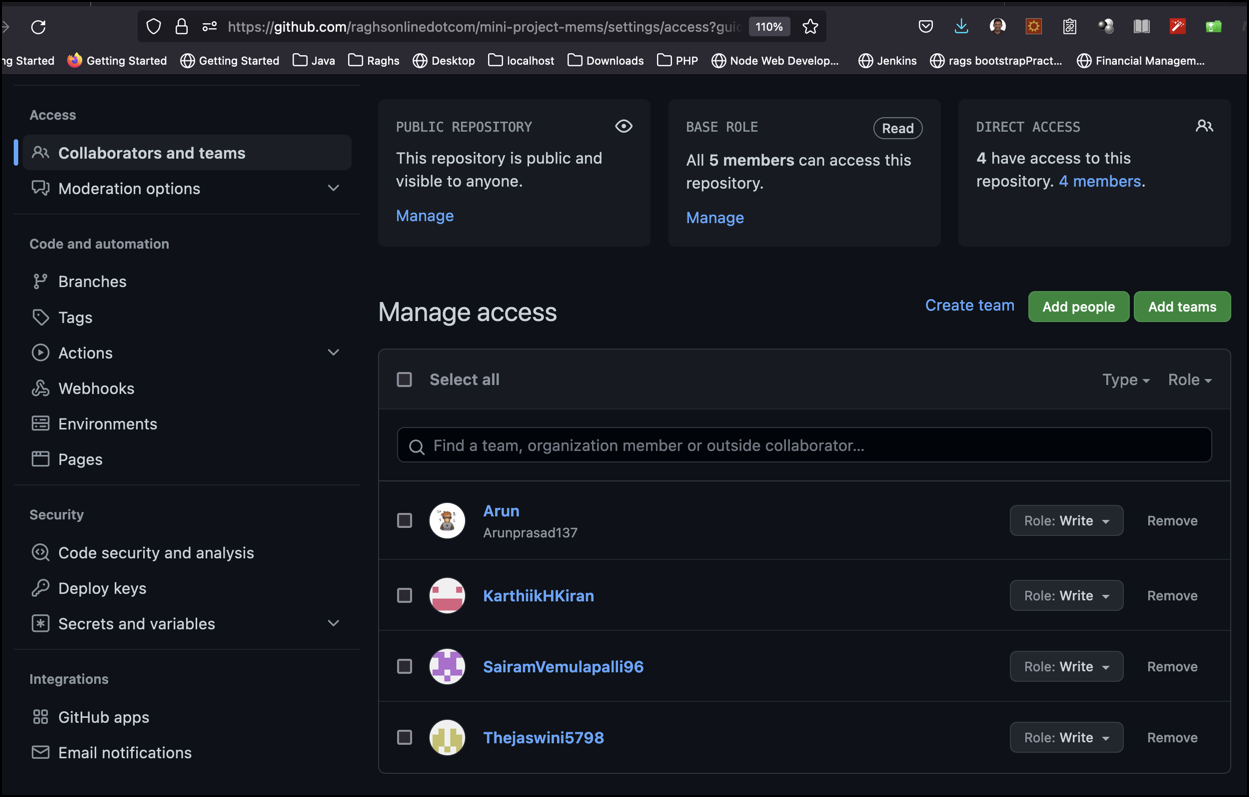 https://github.com/raghsonlinedotcom/mini-project-mems/settings/access?guid
110%
ng Started
Getting Started
Getting Started
Java
Raghs
Desktop
localhost
Downloads
PHP
Node Web Develop...
Jenkins
rags bootstrapPract...
Financial Managem...
Access
Collaborators and teams
Moderation options
Code and automation
Branches
Tags
Actions
Webhooks
Environments
Pages
Security
Code security and analysis
Deploy keys
Secrets and variables
Integrations
GitHub apps
Email notifications
PUBLIC REPOSITORY
This repository is public and
visible to anyone.
Manage
BASE ROLE
Read
All 5 members can access this
repository.
Manage
DIRECT ACCESS
4 have access to this
repository. 4 members.
Manage access
Create team
Add people
Add teams
Select all
Type
Role
Find a team, organization member or outside collaborator...
Arun
Arunprasad137
Role: Write
Remove
KarthiikHKiran
Role: Write
Remove
SairamVemulapalli96
Role: Write
Remove
Thejaswini5798
Role: Write
Remove